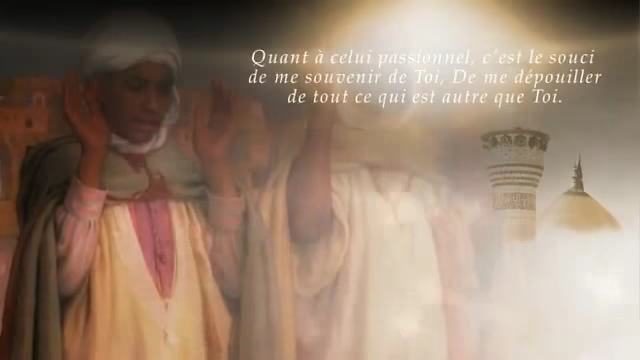 Quant à celui passionnel, c'est le souci
de me souvenir de Toi, De me dépouiller
de tout ce qui est autre que Toi.